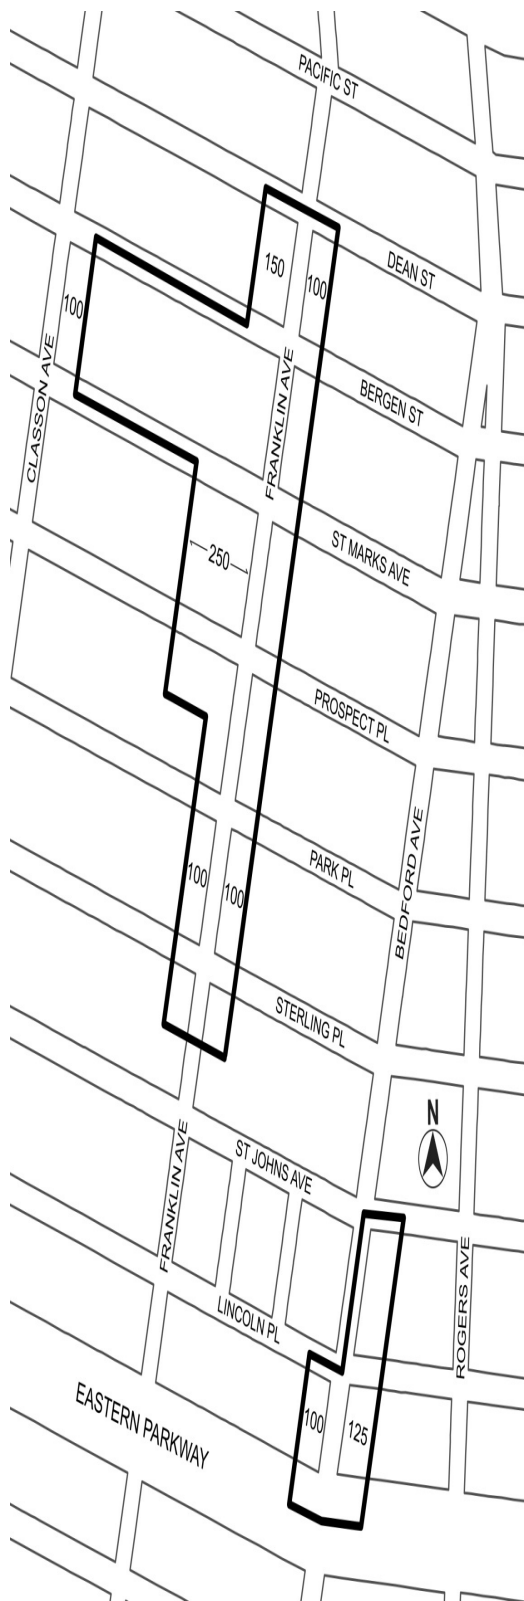 PACIFIC ST
DEAN ST
150
100
100
CLASSON AVE
FRANKLIN AVE
BERGEN ST
ST MARKS AVE
250
PROSPECT PL
BEDFORD AVE
PARK PL
100
100
STERLING PL
N
ST JOHNS AVE
FRANKLIN AVE
ROGERS AVE
LINCOLN PL
EASTERN PARKWAY
100
125